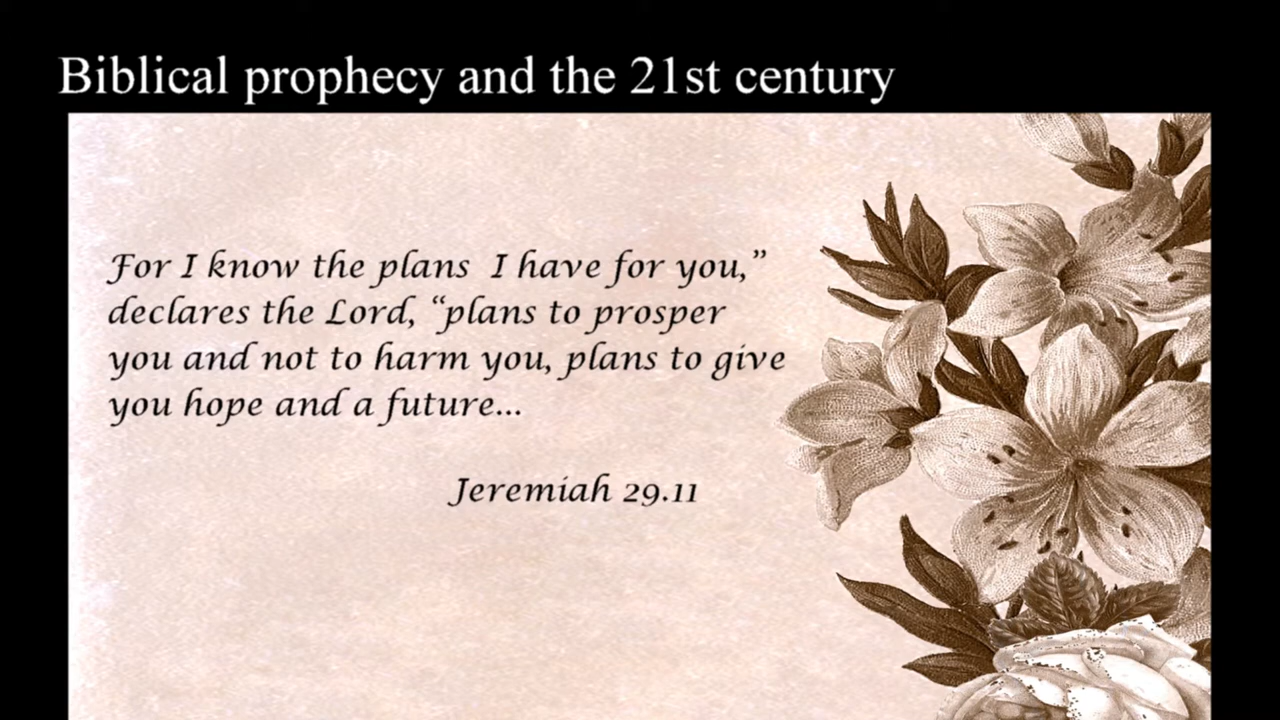 Biblical prophecy and the 21st century
For I know the plans  I have for you,”
declares the Lord, “plans to prosper
you and not to harm you, plans to give
you hope and a future...
Jeremiah 29.11